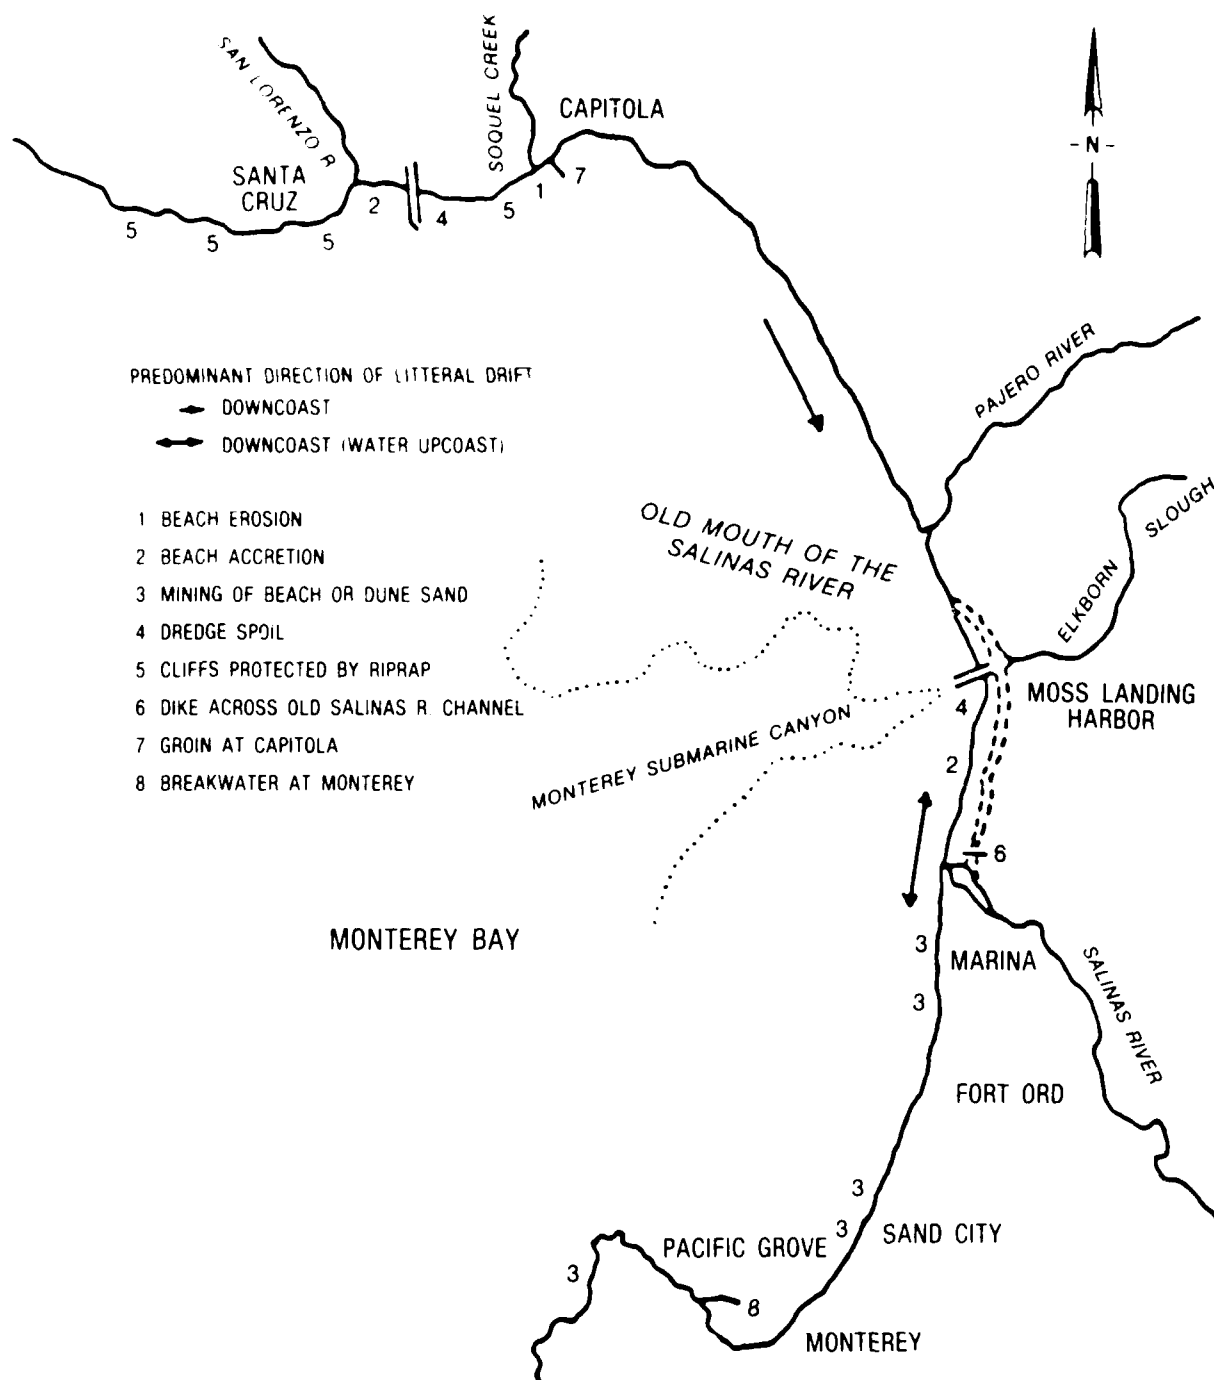 SAN LORENZO R
SOQUEL CREEK
CAPITOLA
-N-
7
1
5
SANTA
CRUZ
2
4
5
5
5
PREDOMINANT DIRECTION OF LITTERAL DRIFT
DOWNCOAST
DOWNCOAST (WATER UPCOAST)
1 BEACH EROSION
2 BEACH ACCRETION
3 MINING OF BEACH OR DUNE SAND
4 DREDGE SPOIL
5 CLIFFS PROTECTED BY RIPRAP
6 DIKE ACROSS OLD SALINAS R. CHANNEL
7 GROIN AT CAPITOLA
8 BREAKWATER AT MONTEREY
PAJERO RIVER
OLD MOUTH OF THE
SALINAS RIVER
ELKBORN SLOUGH
MOSS LANDING
HARBOR
4
MONTEREY SUBMARINE CANYON
2
6
MONTEREY BAY
3
MARINA
3
SALINAS RIVER
FORT ORD
3
3
SAND CITY
PACIFIC GROVE
3
8
MONTEREY